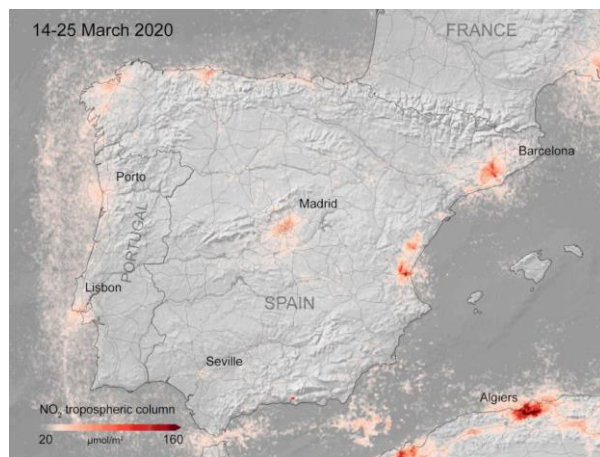 14-25 March 2020
FRANCE
Barcelona
Porto
Madrid
PORTUGAL
Lisbon
SPAIN
Seville
Algiers
NO₂ tropospheric column
20 μmol/m² 160